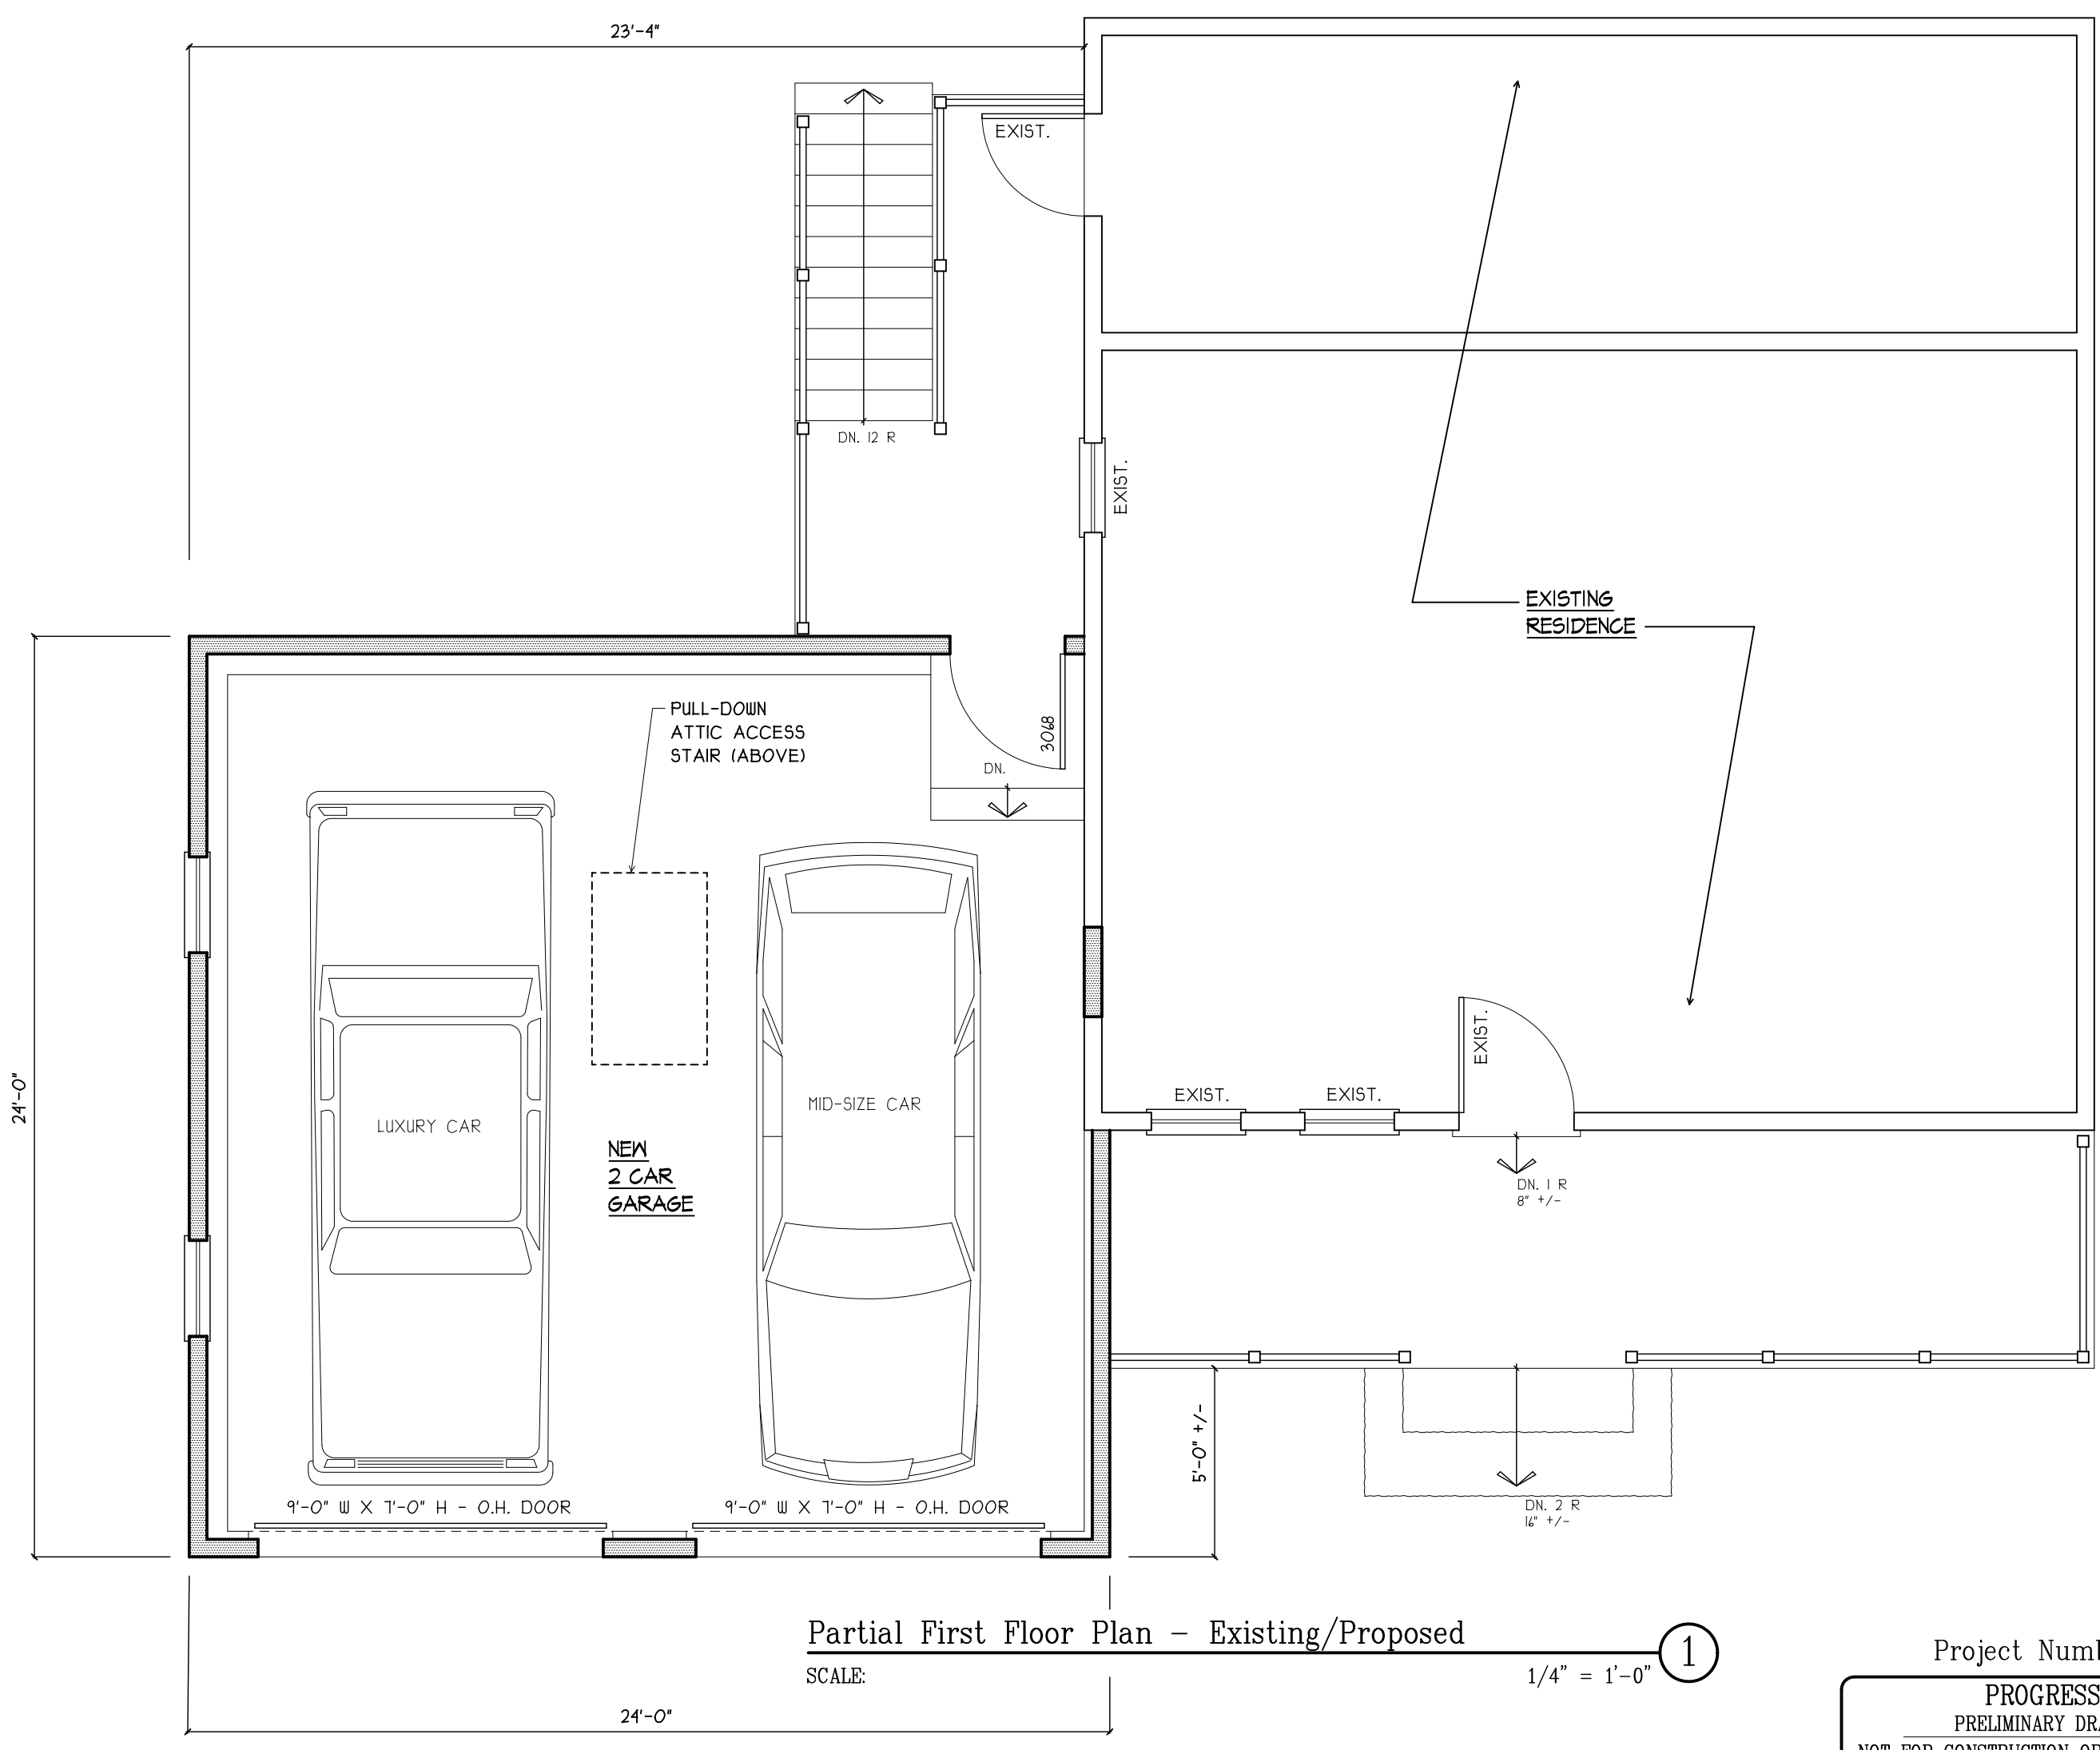 23'-4"
EXIST.
DN. 12 R
EXIST.
EXISTING
RESIDENCE
PULL-DOWN
ATTIC ACCESS
STAIR (ABOVE)
3068
DN.
24'-0"
LUXURY CAR
MID-SIZE CAR
NEW
2 CAR
GARAGE
EXIST.
EXIST.
EXIST.
DN. 1 R
8" +/-
5'-0" +/-
9'-0" W X 7'-0" H - O.H. DOOR
9'-0" W X 7'-0" H - O.H. DOOR
DN. 2 R
16" +/-
Partial First Floor Plan - Existing/Proposed
1
SCALE:
1/4" = 1'-0"
24'-0"
Project
PROGRESS
PRELIMINARY